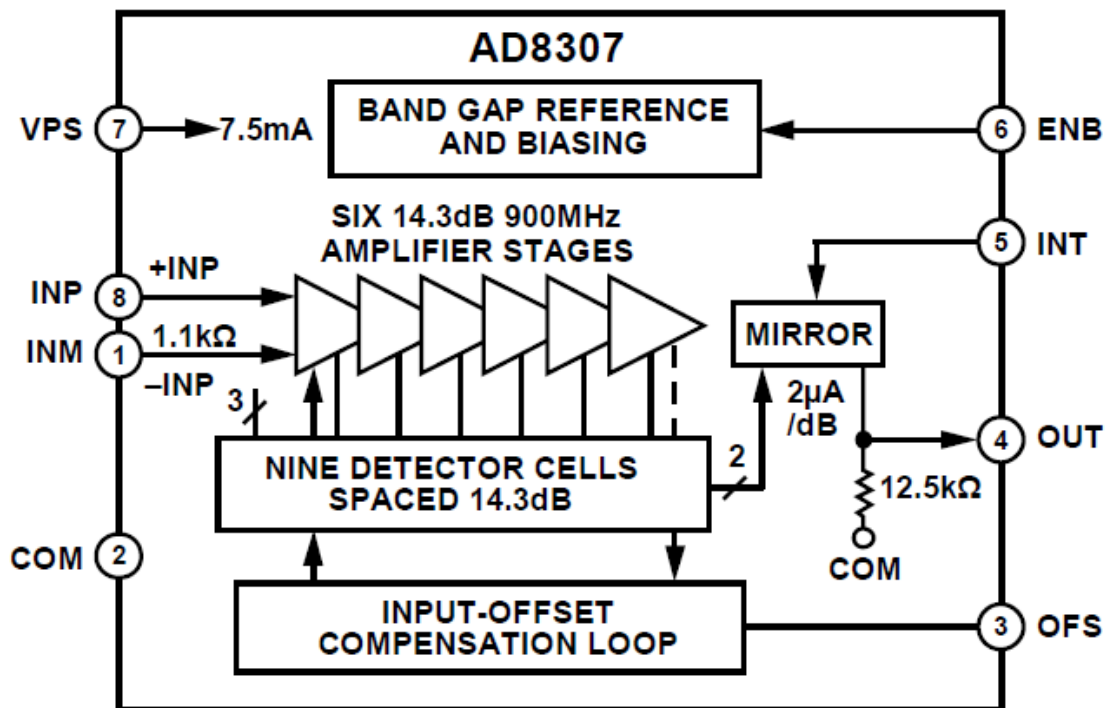 AD8307
BAND GAP REFERENCE
AND BIASING
VPS
7
7.5mA
6
ENB
SIX 14.3dB 900MHz
AMPLIFIER STAGES
5
INT
INP
8
+INP
INM
1
1.1kΩ
–INP
MIRROR
3
2µA
/dB
4
OUT
NINE DETECTOR CELLS
SPACED 14.3dB
2
12.5kΩ
COM
COM
2
INPUT-OFFSET
COMPENSATION LOOP
3
OFS